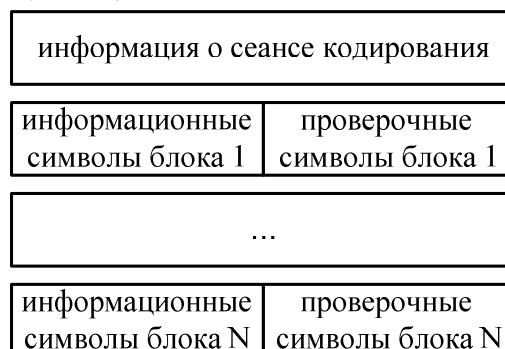 информация о сеансе кодирования
информационные проверочные
символы блока 1 символы блока 1
...
информационные проверочные
символы блока N символы блока N